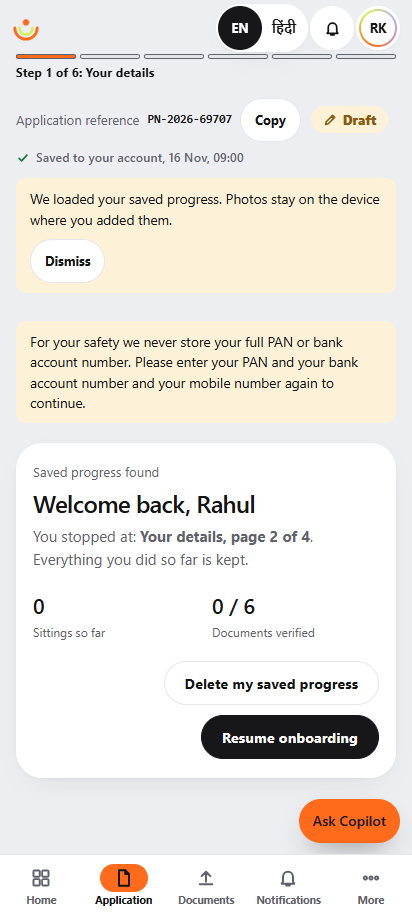 EN हिंदी RK
Step 1 of 6: Your details
Application reference PN-2026-69707 Copy Draft
Saved to your account, 16 Nov, 09:00
We loaded your saved progress. Photos stay on the device
where you added them.
Dismiss
For your safety we never store your full PAN or bank
account number. Please enter your PAN and your bank
account number and your mobile number again to
continue.
Saved progress found
Welcome back, Rahul
You stopped at: Your details, page 2 of 4.
Everything you did so far is kept.
0 0 / 6
Sittings so far Documents verified
Delete my saved progress
Resume onboarding
Ask Copilot
Home Application Documents Notifications More